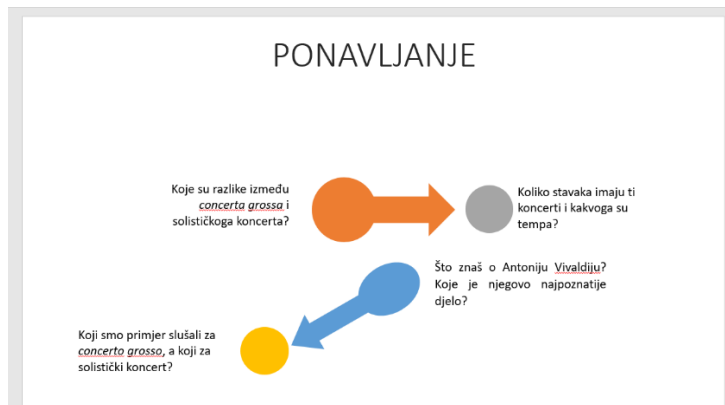 PONAVLJANJE
Koje su razlike između
concerta grossa i
solističkoga koncerta?
Koliko stavaka imaju ti
koncerti i kakvoga su
tempa?
Što znaš o Antoniju Vivaldiju?
Koje je njegovo najpoznatije
djelo?
Koji smo primjer slušali za
concerto grosso, a koji za
solistički koncert?